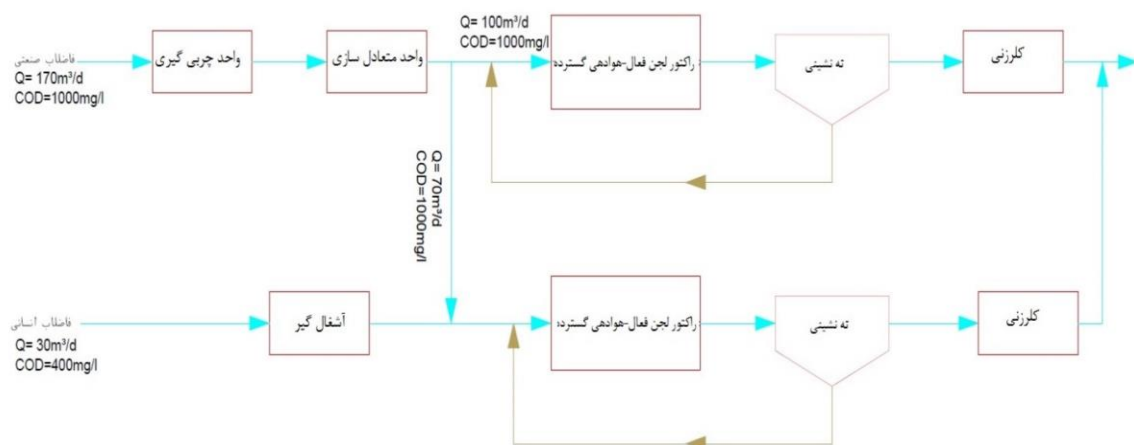 فاضلاب صنعتی
Q= 170m³/d
COD=1000mg/l
واحد چربی گیری
واحد متعادل سازی
Q= 100m³/d
COD=1000mg/l
راکتور لجن فعال-هوادهی گسترده
ته نشینی
کلرزنی
Q= 70m³/d
COD=1000mg/l
فاضلاب انسانی
Q= 30m³/d
COD=400mg/l
آشغال گیر
راکتور لجن فعال-هوادهی گسترده
ته نشینی
کلرزنی